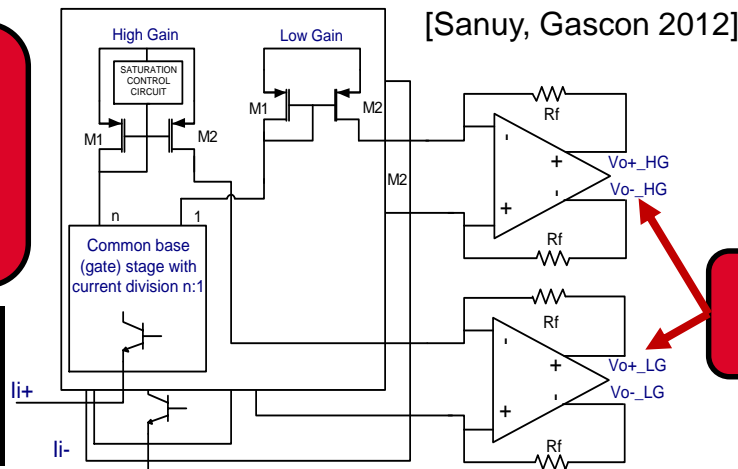 [Sanuy, Gascon 2012]
High Gain
Low Gain
SATURATION
CONTROL
CIRCUIT
M1
M2
M1
M2
M2
n
1
Common base
(gate) stage with
current division n:1
Ii+
Ii-
Rf
-
+
+
-
Vo+_HG
Vo-_HG
Rf
Rf
-
+
+
-
Vo+_LG
Vo-_LG
Rf